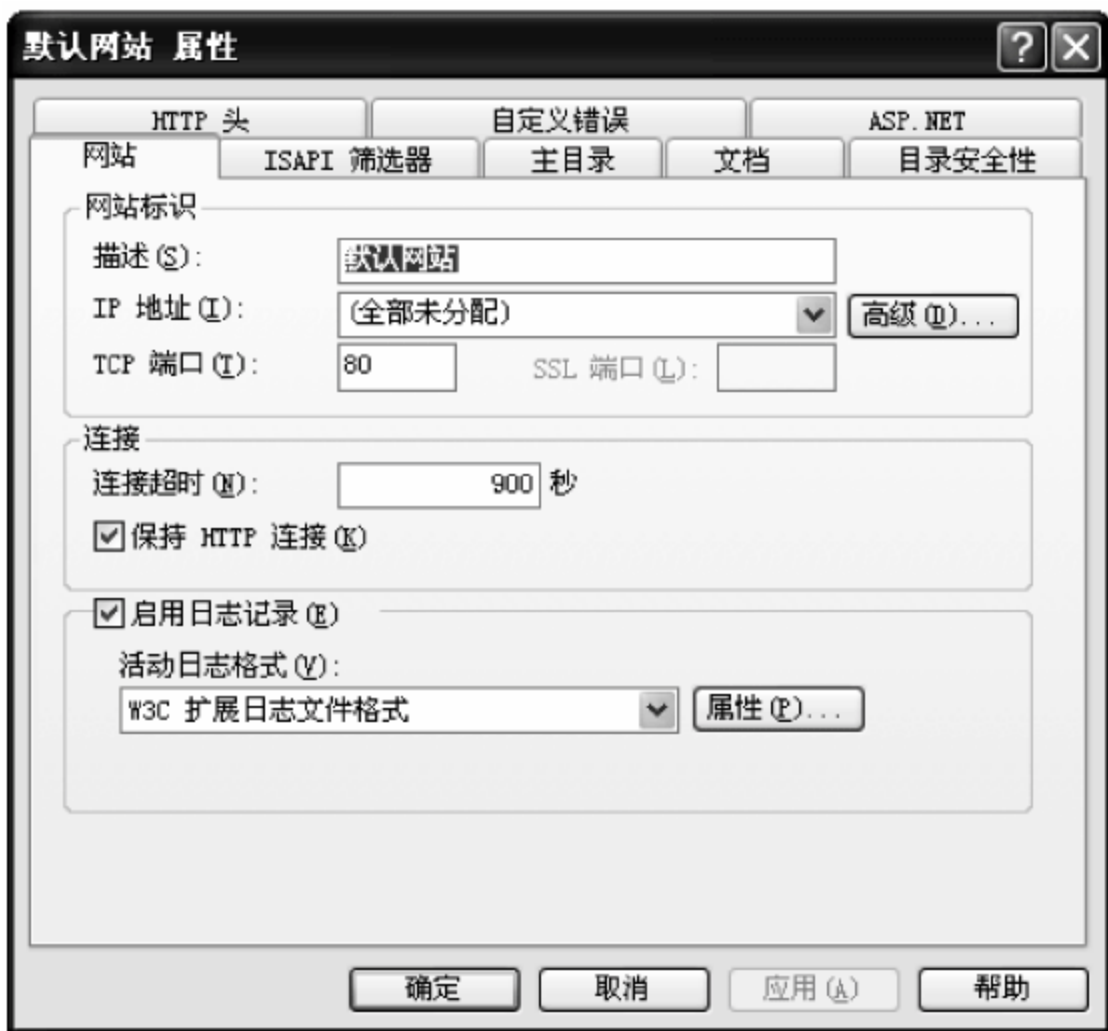 默认网站 属性
HTTP 头 自定义错误 ASP.NET
网站 ISAPI 筛选器 主目录 文档 目录安全性
网站标识
描述(S): 默认网站
IP 地址(I): (全部未分配) 高级(D)...
TCP 端口(T): 80 SSL 端口(L):
连接
连接超时(N): 900 秒
保持 HTTP 连接(K)
启用日志记录(E)
活动日志格式(V):
W3C 扩展日志文件格式 属性(P)...
确定 取消 应用(A) 帮助